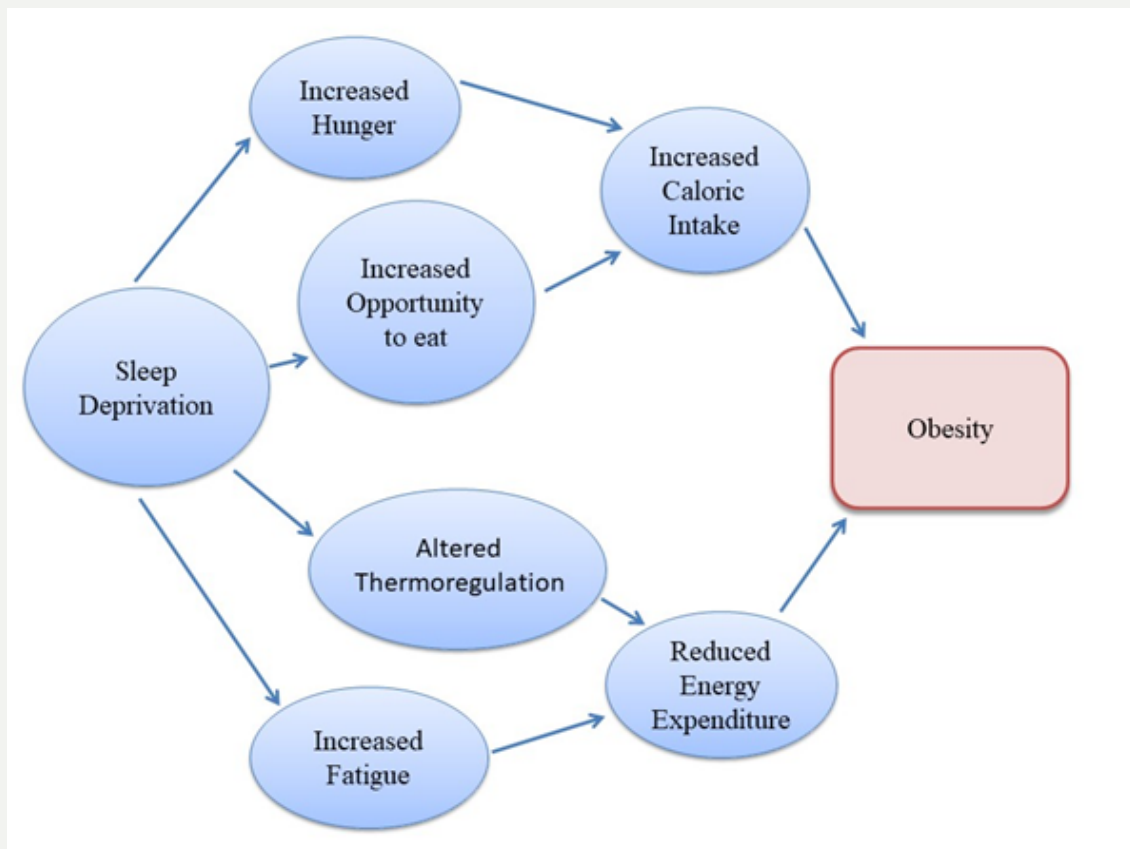 Increased
Hunger
Increased
Caloric
Intake
Increased
Opportunity
to eat
Sleep
Deprivation
Obesity
Altered
Thermoregulation
Reduced
Energy
Expenditure
Increased
Fatigue